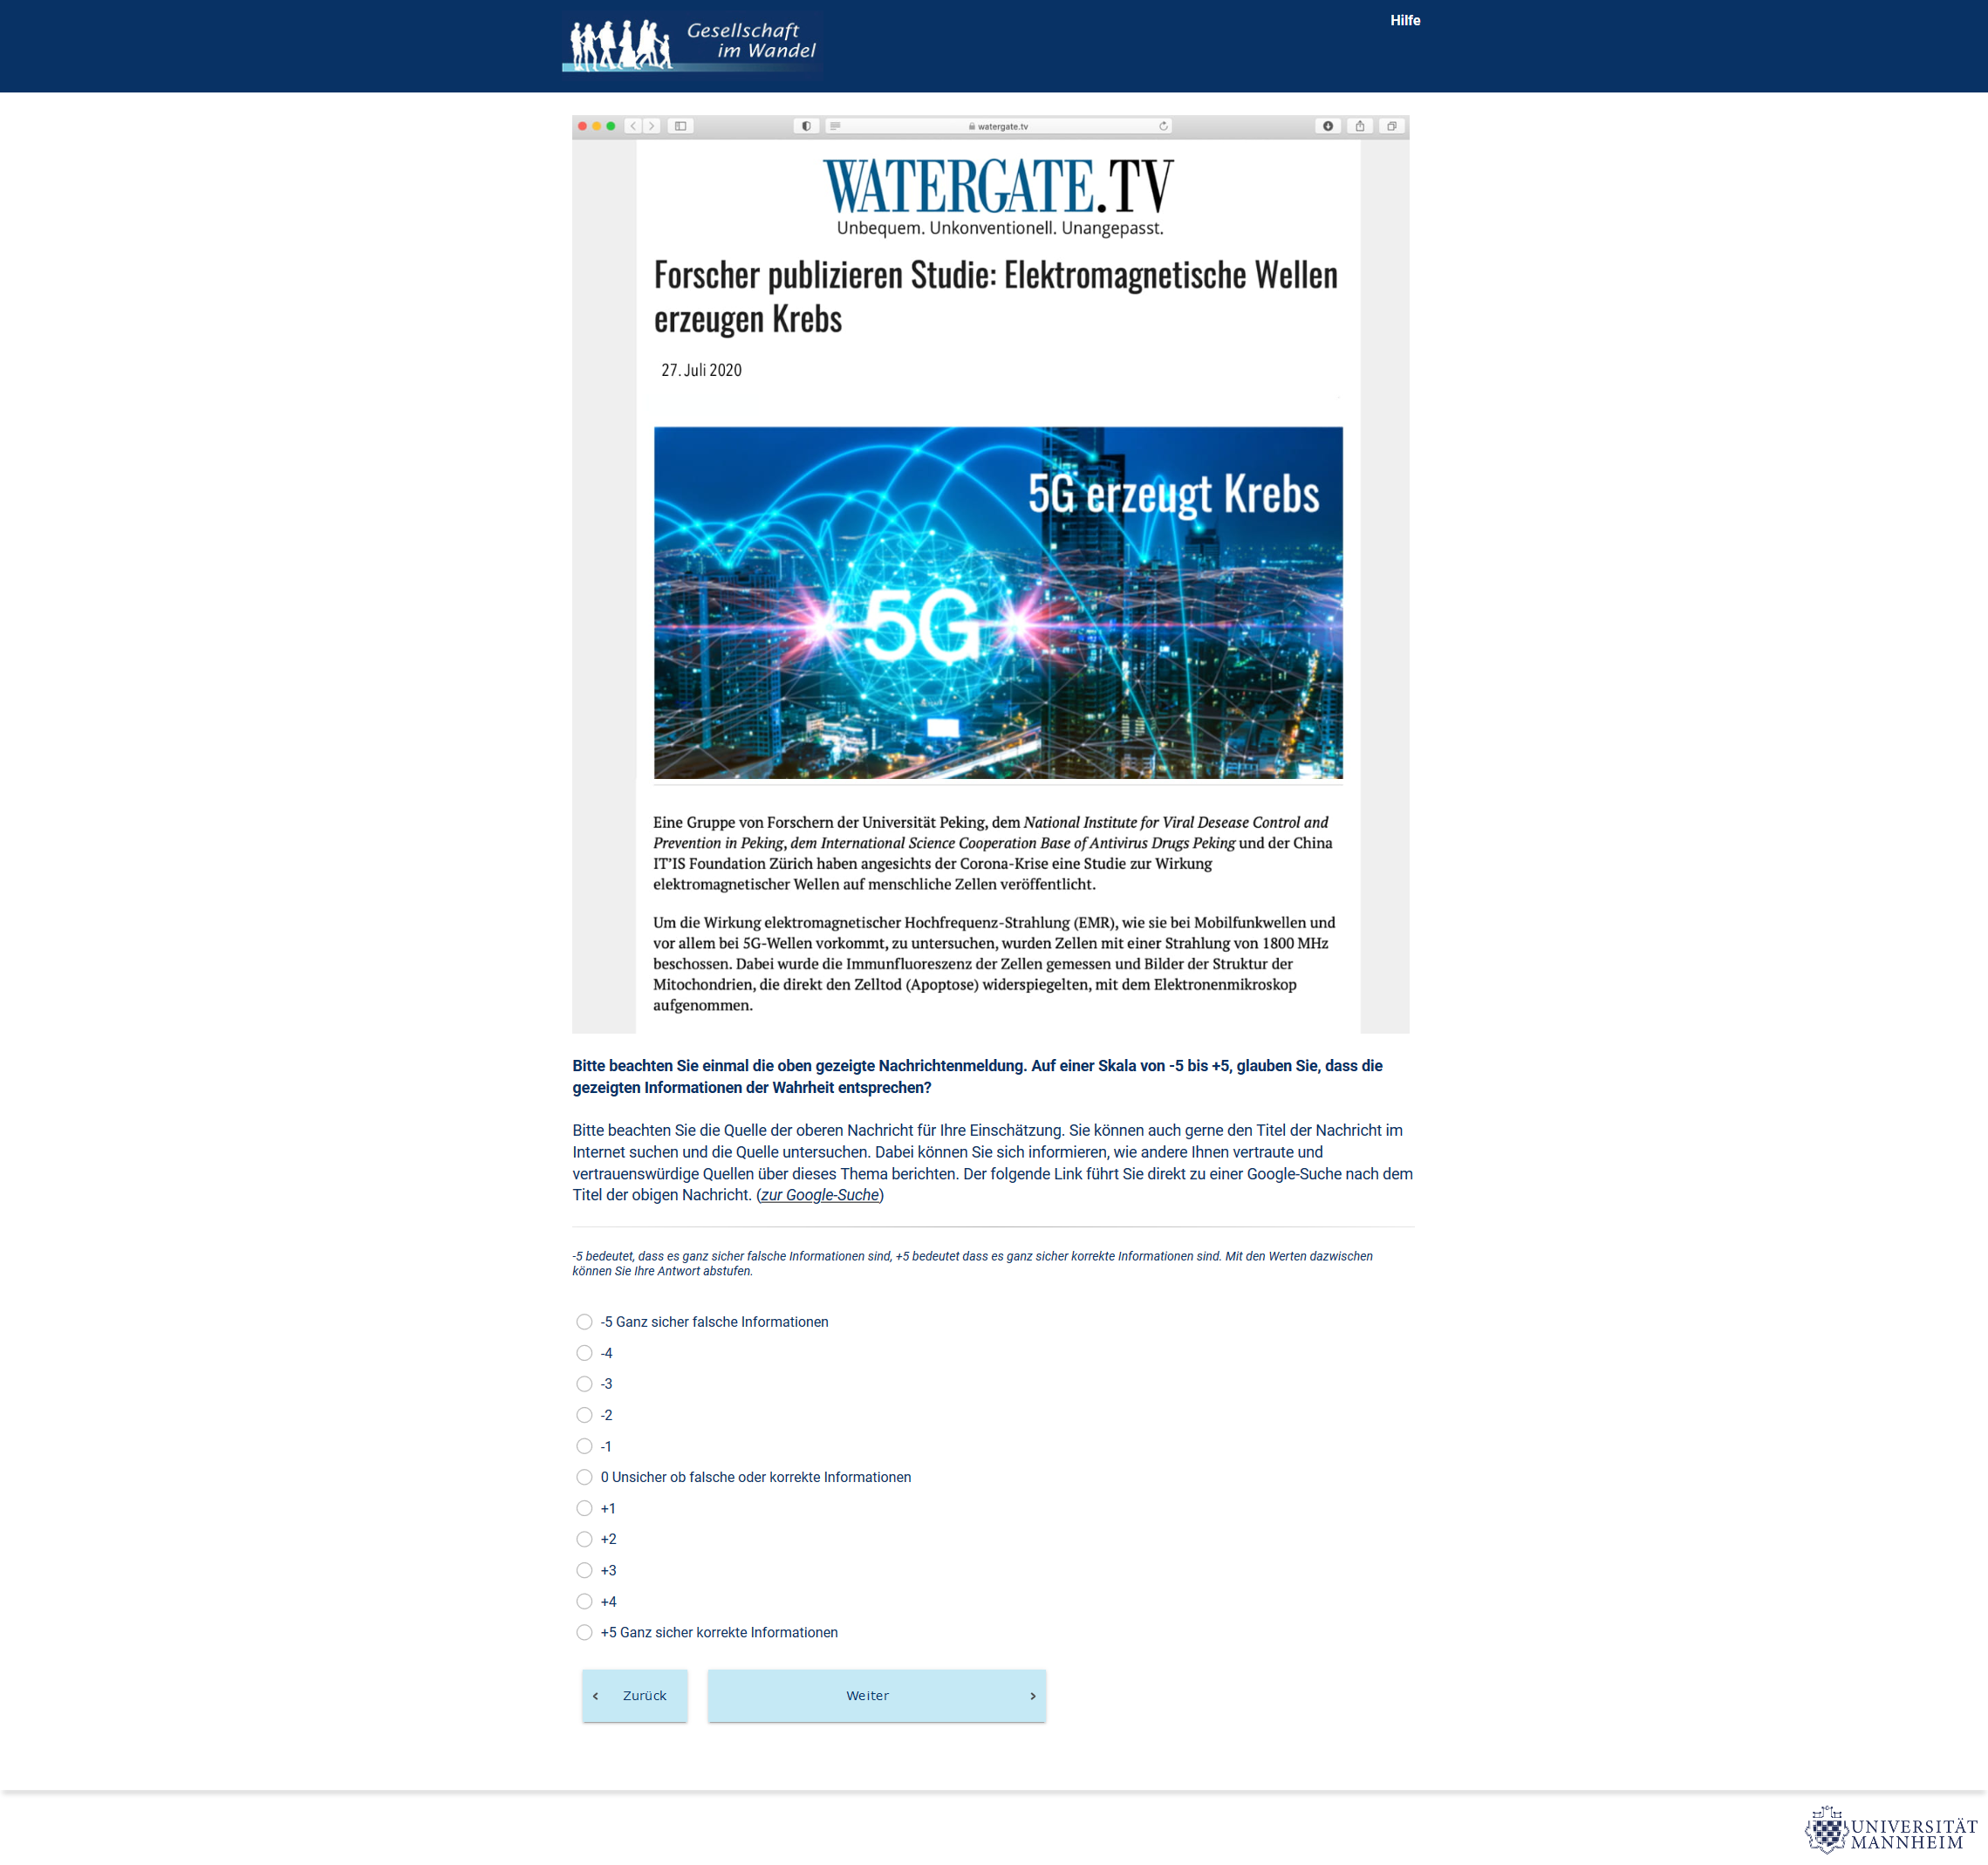 Gesellschaft
im Wandel
Hilfe
watergate.tv
WATERGATE.TV
Unbequem. Unkonventionell. Unangepasst.
Forscher publizieren Studie: Elektromagnetische Wellen
erzeugen Krebs
27. Juli 2020
5G erzeugt Krebs
5G
Eine Gruppe von Forschern der Universität Peking, dem National Institute for Viral Desease Control and
Prevention in Peking, dem International Science Cooperation Base of Antivirus Drugs Peking und der China
IT’IS Foundation Zürich haben angesichts der Corona-Krise eine Studie zur Wirkung
elektromagnetischer Wellen auf menschliche Zellen veröffentlicht.
Um die Wirkung elektromagnetischer Hochfrequenz-Strahlung (EMR), wie sie bei Mobilfunkwellen und
vor allem bei 5G-Wellen vorkommt, zu untersuchen, wurden Zellen mit einer Strahlung von 1800 MHz
beschossen. Dabei wurde die Immunfluoreszenz der Zellen gemessen und Bilder der Struktur der
Mitochondrien, die direkt den Zelltod (Apoptose) widerspiegelten, mit dem Elektronenmikroskop
aufgenommen.
Bitte beachten Sie einmal die oben gezeigte Nachrichtenmeldung. Auf einer Skala von -5 bis +5, glauben Sie, dass die
gezeigten Informationen der Wahrheit entsprechen?
Bitte beachten Sie die Quelle der oberen Nachricht für Ihre Einschätzung. Sie können auch gerne den Titel der Nachricht im
Internet suchen und die Quelle untersuchen. Dabei können Sie sich informieren, wie andere Ihnen vertraute und
vertrauenswürdige Quellen über dieses Thema berichten. Der folgende Link führt Sie direkt zu einer Google-Suche nach dem
Titel der obigen Nachricht. (zur Google-Suche)
-5 bedeutet, dass es ganz sicher falsche Informationen sind, +5 bedeutet dass es ganz sicher korrekte Informationen sind. Mit den Werten dazwischen
können Sie Ihre Antwort abstufen.
-5 Ganz sicher falsche Informationen
-4
-3
-2
-1
0 Unsicher ob falsche oder korrekte Informationen
+1
+2
+3
+4
+5 Ganz sicher korrekte Informationen
Zurück
Weiter
UNIVERSITÄT
MANNHEIM